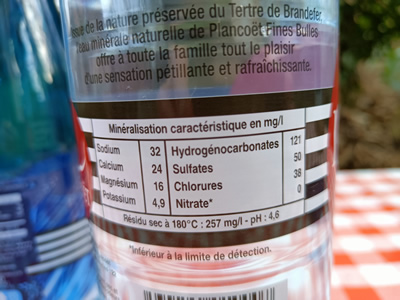 Issue de la nature préservée du Tertre de Brandefer,
l'eau minérale naturelle de Plancoët Fines Bulles
offre à toute la famille tout le plaisir
d'une sensation pétillante et rafraîchissante.
Minéralisation caractéristique en mg/l
Sodium 32 Hydrogénocarbonates 121
Calcium 24 Sulfates 50
Magnésium 16 Chlorures 38
Potassium 4,9 Nitrate* 0
Résidu sec à 180°C : 257 mg/l - pH : 4,6
*Inférieur à la limite de détection.